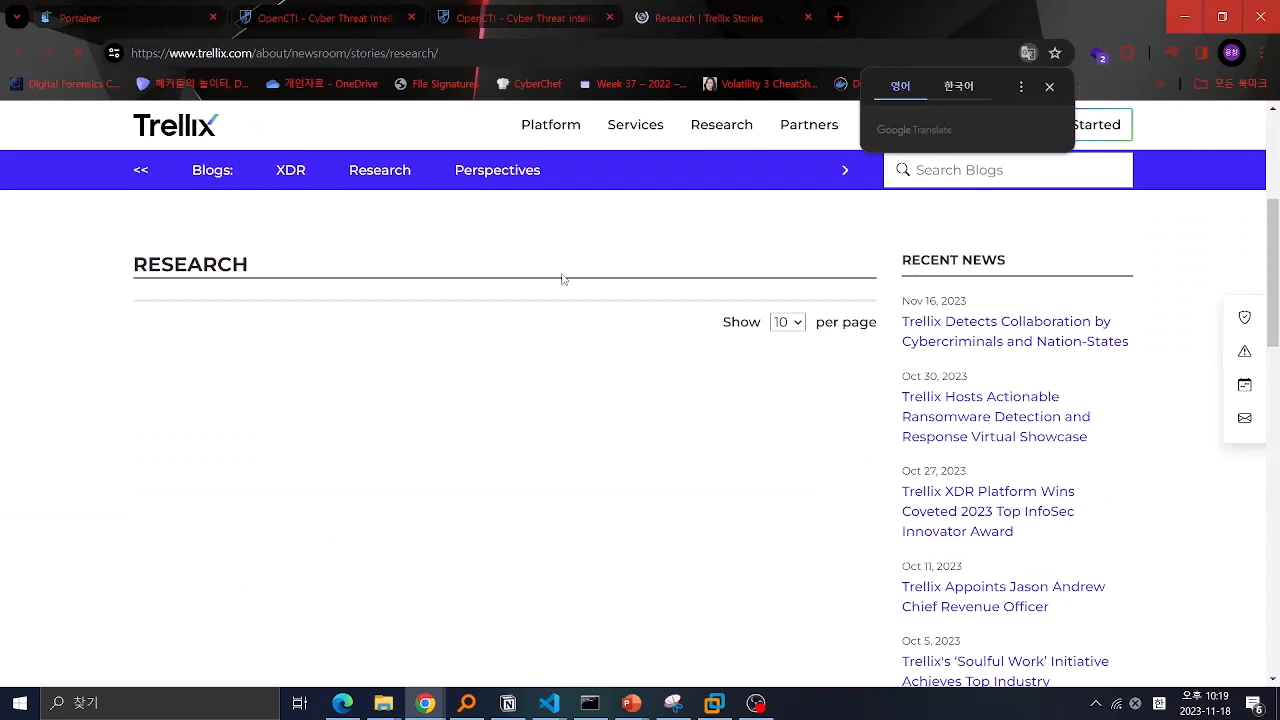 Portainer
OpenCTI - Cyber Threat Intelli
OpenCTI - Cyber Threat Intelli
Research | Trellix Stories
https://www.trellix.com/about/newsroom/stories/research/
Digital Forensics C...
해커들의 놀이터, D...
개인자료 - OneDrive
File Signatures
CyberChef
Week 37 – 2022 –...
Volatility 3 CheatSh...
모든 북마크
영어
한국어
Google Translate
Trellix
Platform
Services
Research
Partners
Started
<<
Blogs:
XDR
Research
Perspectives
Search Blogs
RESEARCH
Show 10 per page
RECENT NEWS
Nov 16, 2023
Trellix Detects Collaboration by
Cybercriminals and Nation-States
Oct 30, 2023
Trellix Hosts Actionable
Ransomware Detection and
Response Virtual Showcase
Oct 27, 2023
Trellix XDR Platform Wins
Coveted 2023 Top InfoSec
Innovator Award
Oct 11, 2023
Trellix Appoints Jason Andrew
Chief Revenue Officer
Oct 5, 2023
Trellix's ‘Soulful Work’ Initiative
Achieves Top Industry
찾기
한
오후 10:19
2023-11-18
6
2